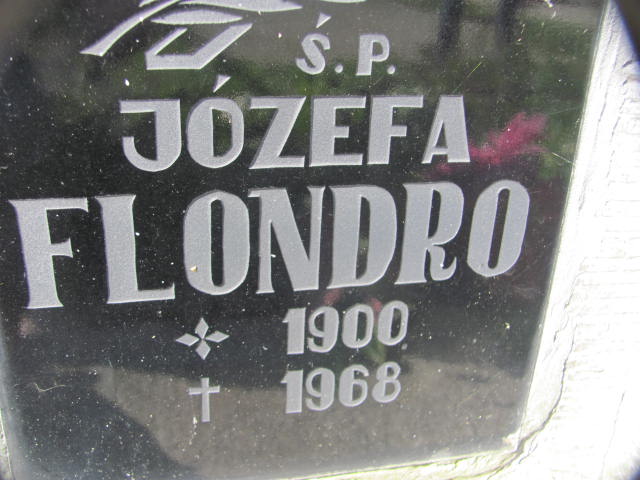 Ś.P.
JÓZEFA
FLONDRO
1900
1968